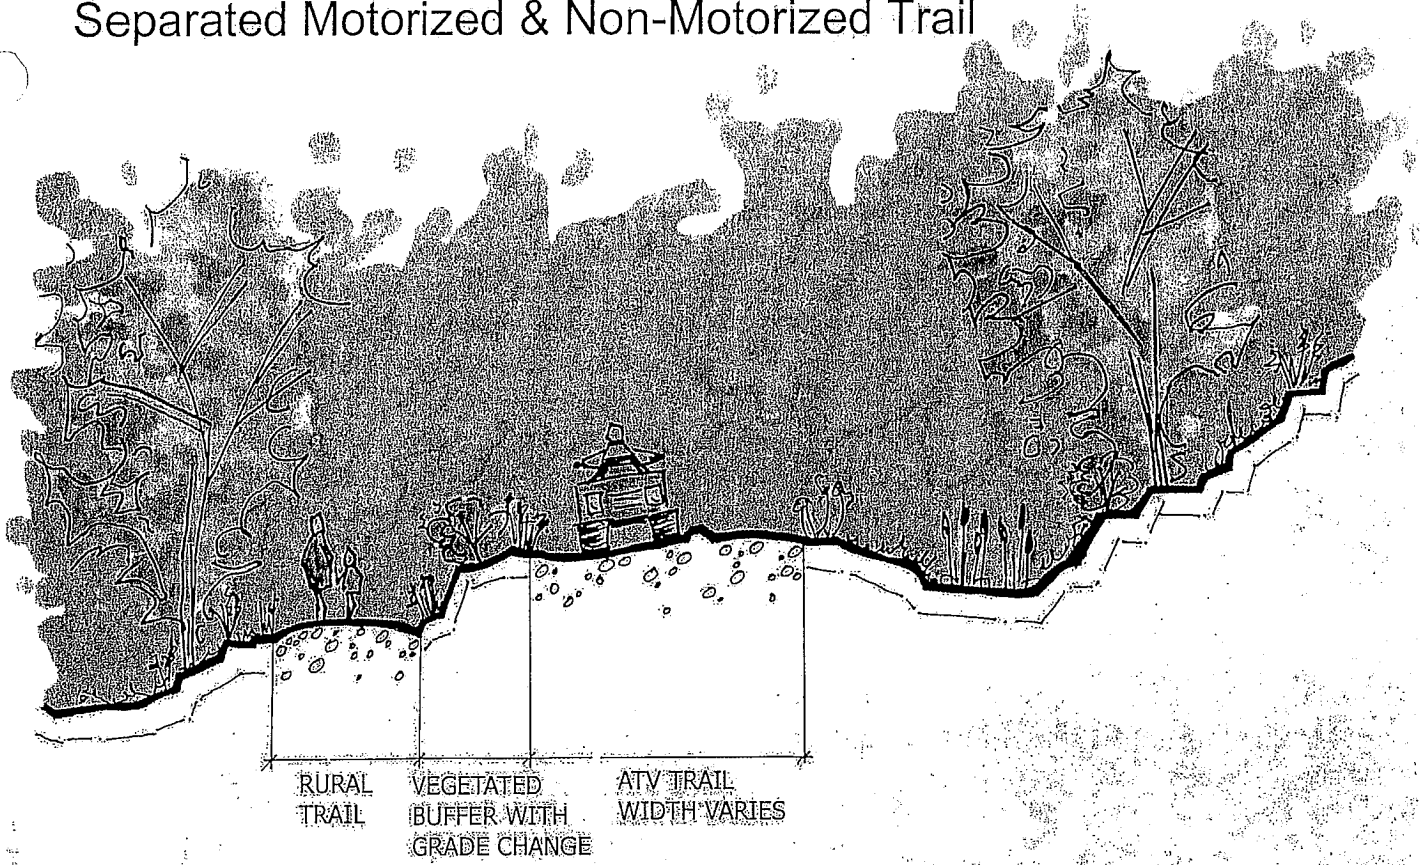 Separated Motorized & Non-Motorized Trail
RURAL
TRAIL
VEGETATED
BUFFER WITH
GRADE CHANGE
ATV TRAIL
WIDTH VARIES